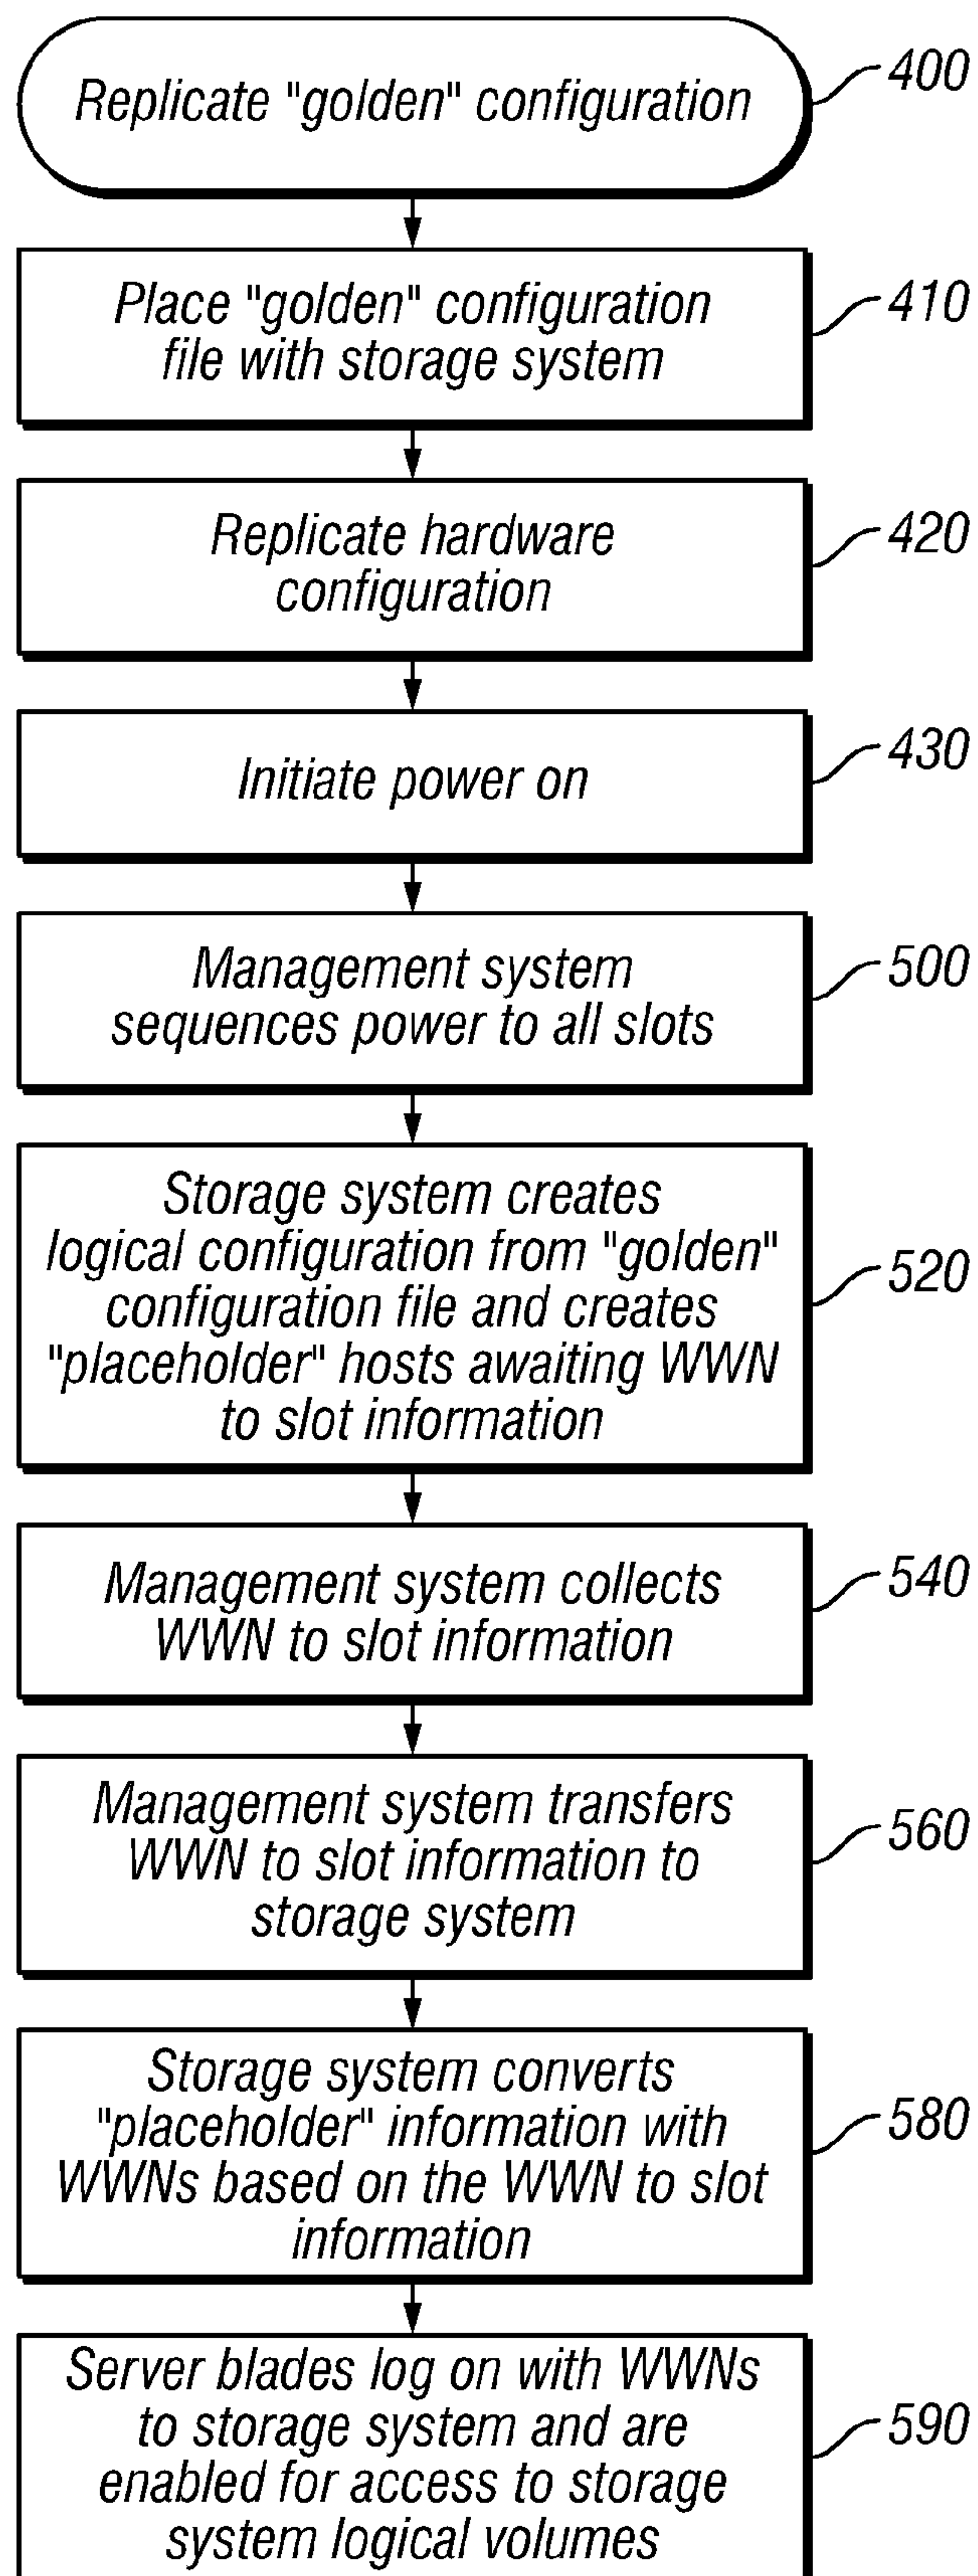 Replicate "golden" configuration
400
Place "golden" configuration
file with storage system
410
Replicate hardware
configuration
420
Initiate power on
430
Management system
sequences power to all slots
500
Storage system creates
logical configuration from "golden"
configuration file and creates
"placeholder" hosts awaiting WWN
to slot information
520
Management system collects
WWN to slot information
540
Management system transfers
WWN to slot information to
storage system
560
Storage system converts
"placeholder" information with
WWNs based on the WWN to slot
information
580
Server blades log on with WWNs
to storage system and are
enabled for access to storage
system logical volumes
590